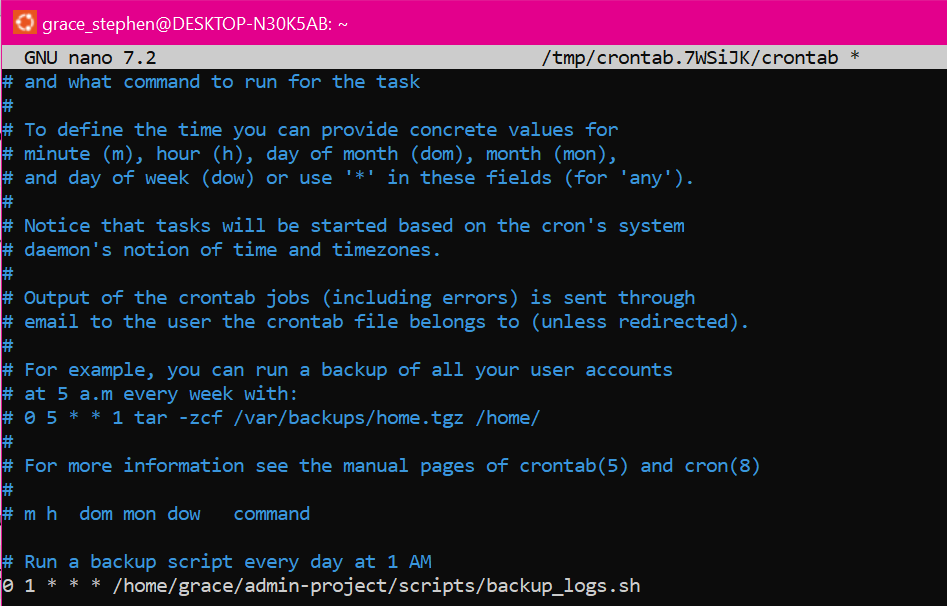 grace_stephen@DESKTOP-N30K5AB: ~
GNU nano 7.2 /tmp/crontab.7WSiJK/crontab *
# and what command to run for the task
#
# To define the time you can provide concrete values for
# minute (m), hour (h), day of month (dom), month (mon),
# and day of week (dow) or use '*' in these fields (for 'any').
#
# Notice that tasks will be started based on the cron's system
# daemon's notion of time and timezones.
#
# Output of the crontab jobs (including errors) is sent through
# email to the user the crontab file belongs to (unless redirected).
#
# For example, you can run a backup of all your user accounts
# at 5 a.m every week with:
# 0 5 * * 1 tar -zcf /var/backups/home.tgz /home/
#
# For more information see the manual pages of crontab(5) and cron(8)
#
# m h  dom mon dow   command
# Run a backup script every day at 1 AM
0 1 * * * /home/grace/admin-project/scripts/backup_logs.sh